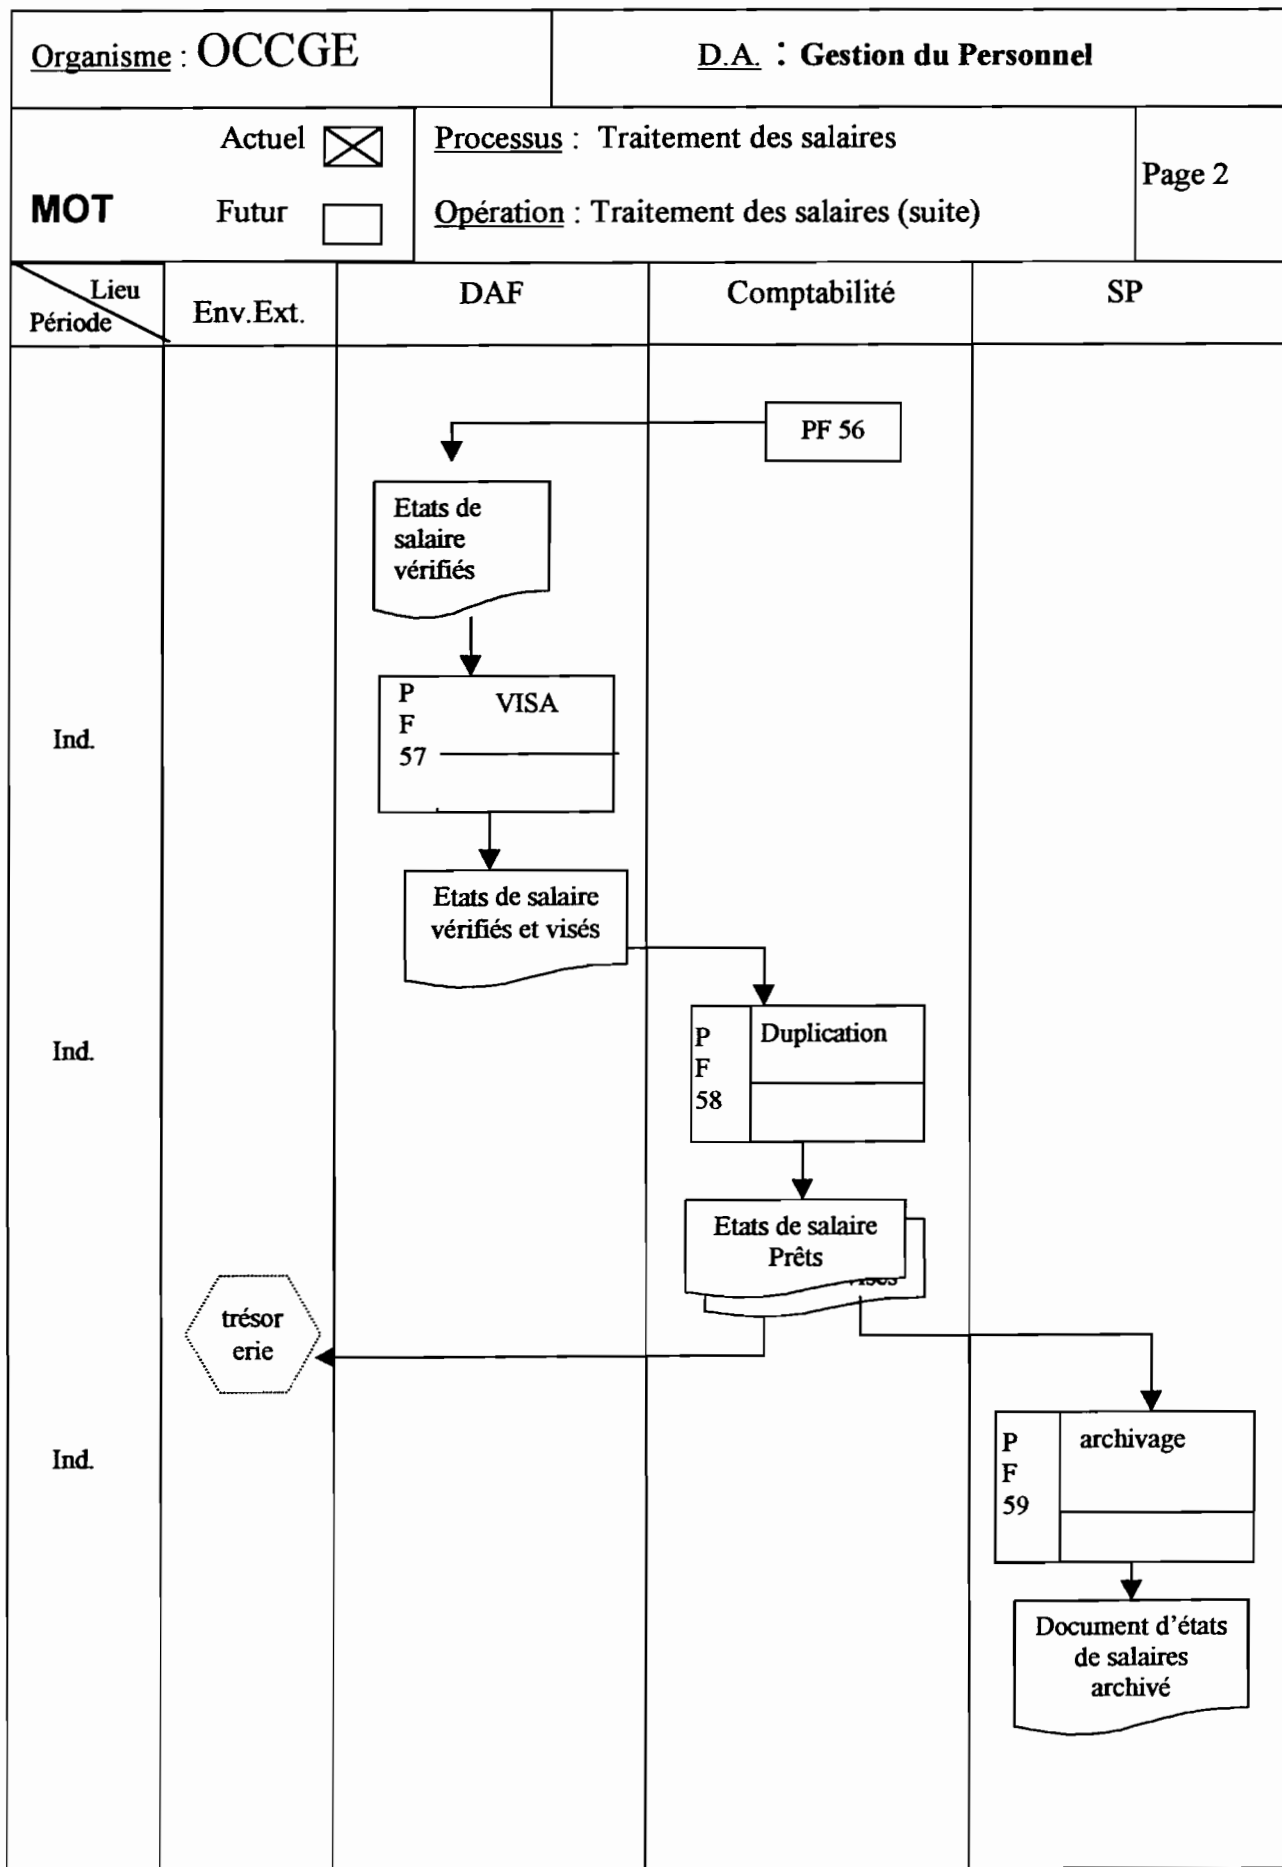 Organisme : OCCGE
D.A. : Gestion du Personnel
MOT
Actuel
Futur
Processus : Traitement des salaires
Opération : Traitement des salaires (suite)
Page 2
Lieu
Période
Env.Ext.
DAF
Comptabilité
SP
PF 56
Etats de
salaire
vérifiés
Ind.
P
F
57
VISA
Etats de salaire
vérifiés et visés
Ind.
P
F
58
Duplication
Etats de salaire
Prêts
visés
trésor
erie
Ind.
P
F
59
archivage
Document d'états
de salaires
archivé